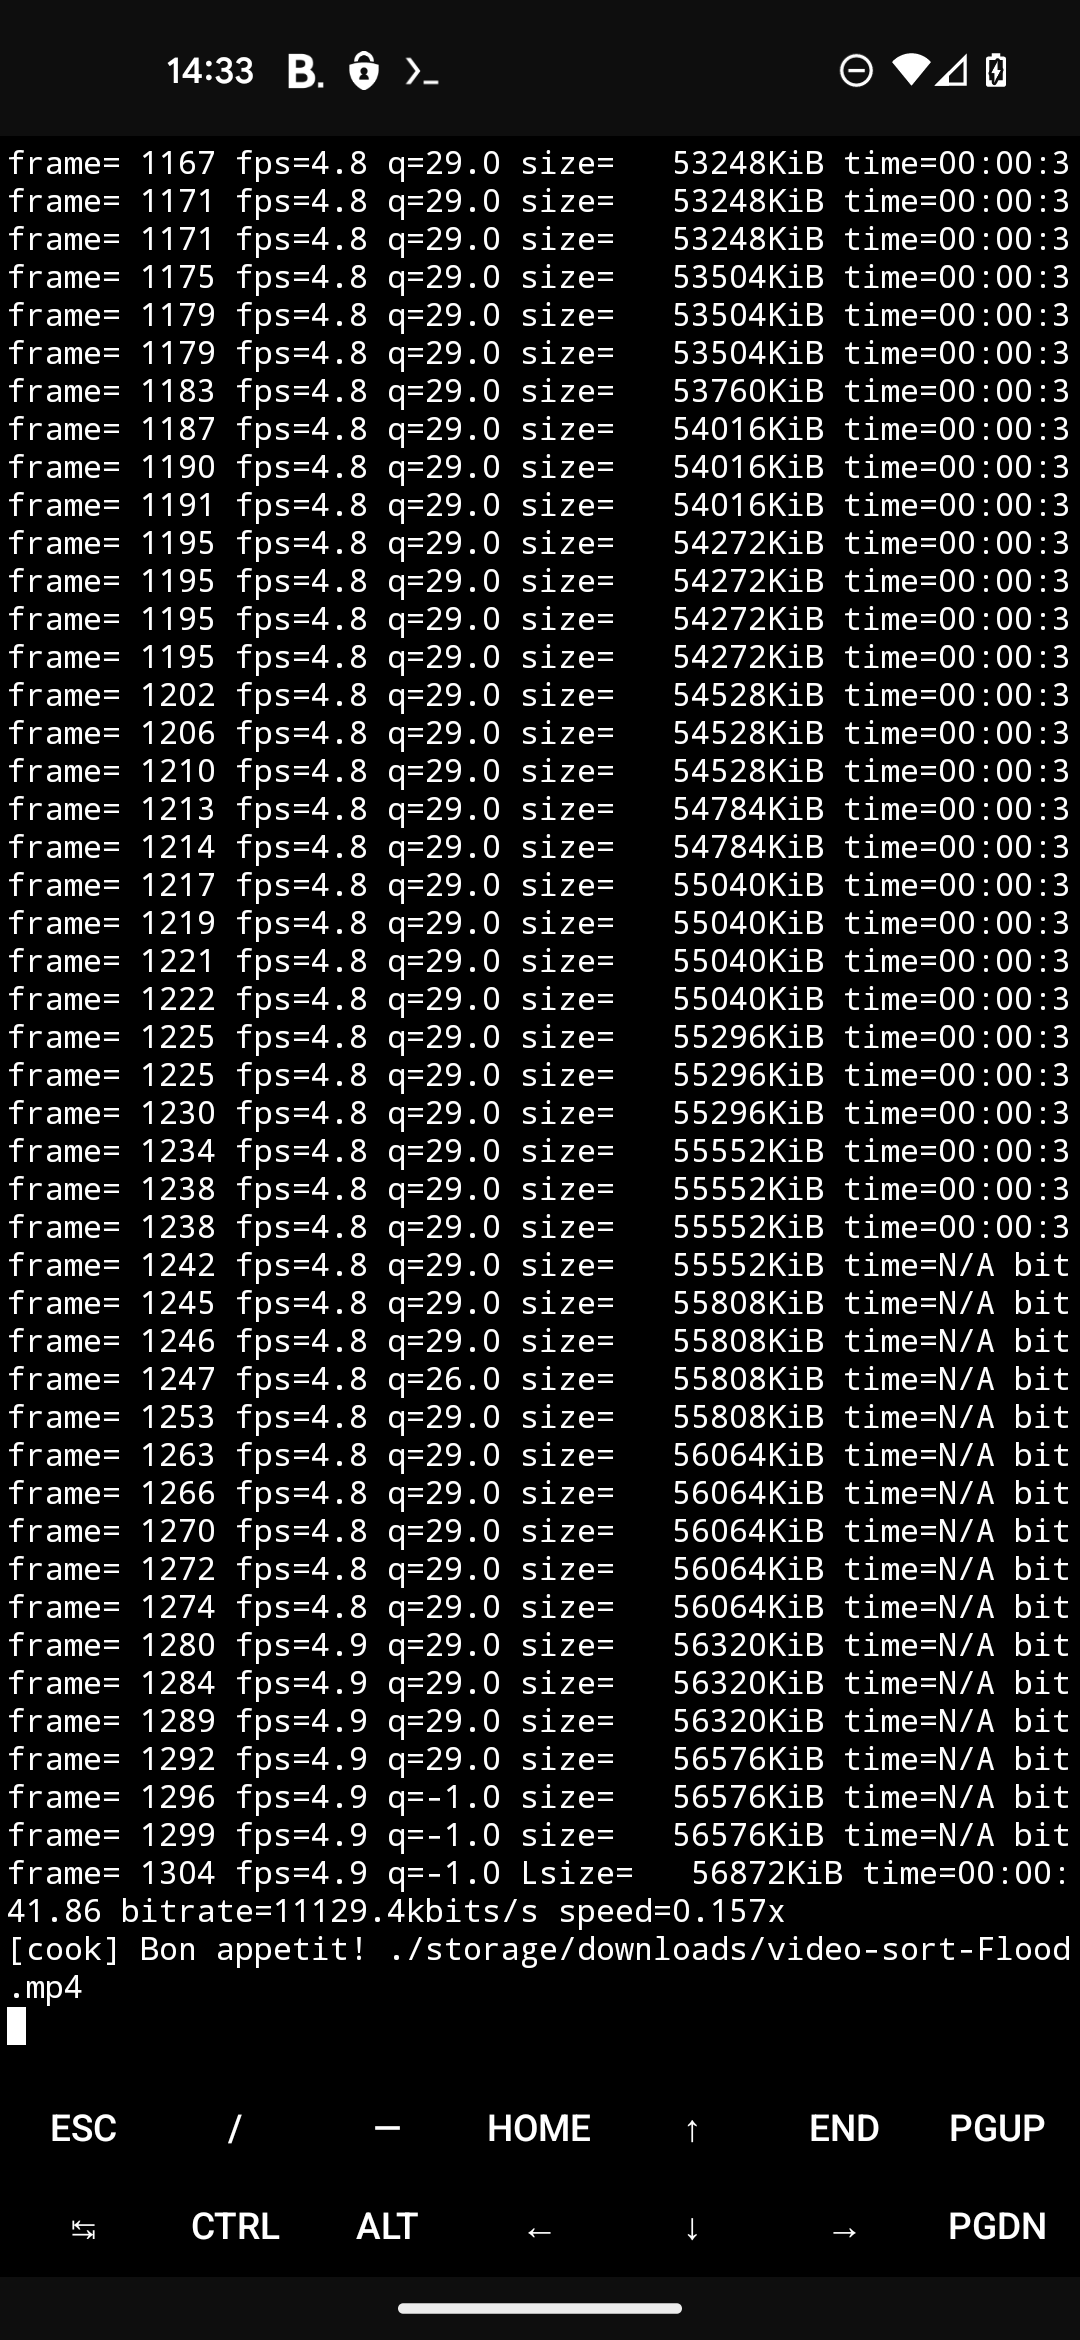 14:33 B. >_
frame= 1167 fps=4.8 q=29.0 size=   53248KiB time=00:00:3
frame= 1171 fps=4.8 q=29.0 size=   53248KiB time=00:00:3
frame= 1171 fps=4.8 q=29.0 size=   53248KiB time=00:00:3
frame= 1175 fps=4.8 q=29.0 size=   53504KiB time=00:00:3
frame= 1179 fps=4.8 q=29.0 size=   53504KiB time=00:00:3
frame= 1179 fps=4.8 q=29.0 size=   53504KiB time=00:00:3
frame= 1183 fps=4.8 q=29.0 size=   53760KiB time=00:00:3
frame= 1187 fps=4.8 q=29.0 size=   54016KiB time=00:00:3
frame= 1190 fps=4.8 q=29.0 size=   54016KiB time=00:00:3
frame= 1191 fps=4.8 q=29.0 size=   54016KiB time=00:00:3
frame= 1195 fps=4.8 q=29.0 size=   54272KiB time=00:00:3
frame= 1195 fps=4.8 q=29.0 size=   54272KiB time=00:00:3
frame= 1195 fps=4.8 q=29.0 size=   54272KiB time=00:00:3
frame= 1195 fps=4.8 q=29.0 size=   54272KiB time=00:00:3
frame= 1202 fps=4.8 q=29.0 size=   54528KiB time=00:00:3
frame= 1206 fps=4.8 q=29.0 size=   54528KiB time=00:00:3
frame= 1210 fps=4.8 q=29.0 size=   54528KiB time=00:00:3
frame= 1213 fps=4.8 q=29.0 size=   54784KiB time=00:00:3
frame= 1214 fps=4.8 q=29.0 size=   54784KiB time=00:00:3
frame= 1217 fps=4.8 q=29.0 size=   55040KiB time=00:00:3
frame= 1219 fps=4.8 q=29.0 size=   55040KiB time=00:00:3
frame= 1221 fps=4.8 q=29.0 size=   55040KiB time=00:00:3
frame= 1222 fps=4.8 q=29.0 size=   55040KiB time=00:00:3
frame= 1225 fps=4.8 q=29.0 size=   55296KiB time=00:00:3
frame= 1225 fps=4.8 q=29.0 size=   55296KiB time=00:00:3
frame= 1230 fps=4.8 q=29.0 size=   55296KiB time=00:00:3
frame= 1234 fps=4.8 q=29.0 size=   55552KiB time=00:00:3
frame= 1238 fps=4.8 q=29.0 size=   55552KiB time=00:00:3
frame= 1238 fps=4.8 q=29.0 size=   55552KiB time=00:00:3
frame= 1242 fps=4.8 q=29.0 size=   55552KiB time=N/A bit
frame= 1245 fps=4.8 q=29.0 size=   55808KiB time=N/A bit
frame= 1246 fps=4.8 q=29.0 size=   55808KiB time=N/A bit
frame= 1247 fps=4.8 q=26.0 size=   55808KiB time=N/A bit
frame= 1253 fps=4.8 q=29.0 size=   55808KiB time=N/A bit
frame= 1263 fps=4.8 q=29.0 size=   56064KiB time=N/A bit
frame= 1266 fps=4.8 q=29.0 size=   56064KiB time=N/A bit
frame= 1270 fps=4.8 q=29.0 size=   56064KiB time=N/A bit
frame= 1272 fps=4.8 q=29.0 size=   56064KiB time=N/A bit
frame= 1274 fps=4.8 q=29.0 size=   56064KiB time=N/A bit
frame= 1280 fps=4.9 q=29.0 size=   56320KiB time=N/A bit
frame= 1284 fps=4.9 q=29.0 size=   56320KiB time=N/A bit
frame= 1289 fps=4.9 q=29.0 size=   56320KiB time=N/A bit
frame= 1292 fps=4.9 q=29.0 size=   56576KiB time=N/A bit
frame= 1296 fps=4.9 q=-1.0 size=   56576KiB time=N/A bit
frame= 1299 fps=4.9 q=-1.0 size=   56576KiB time=N/A bit
frame= 1304 fps=4.9 q=-1.0 Lsize=   56872KiB time=00:00:
41.86 bitrate=11129.4kbits/s speed=0.157x
[cook] Bon appetit! ./storage/downloads/video-sort-Flood
.mp4
ESC / — HOME ↑ END PGUP
↹ CTRL ALT ← ↓ → PGDN